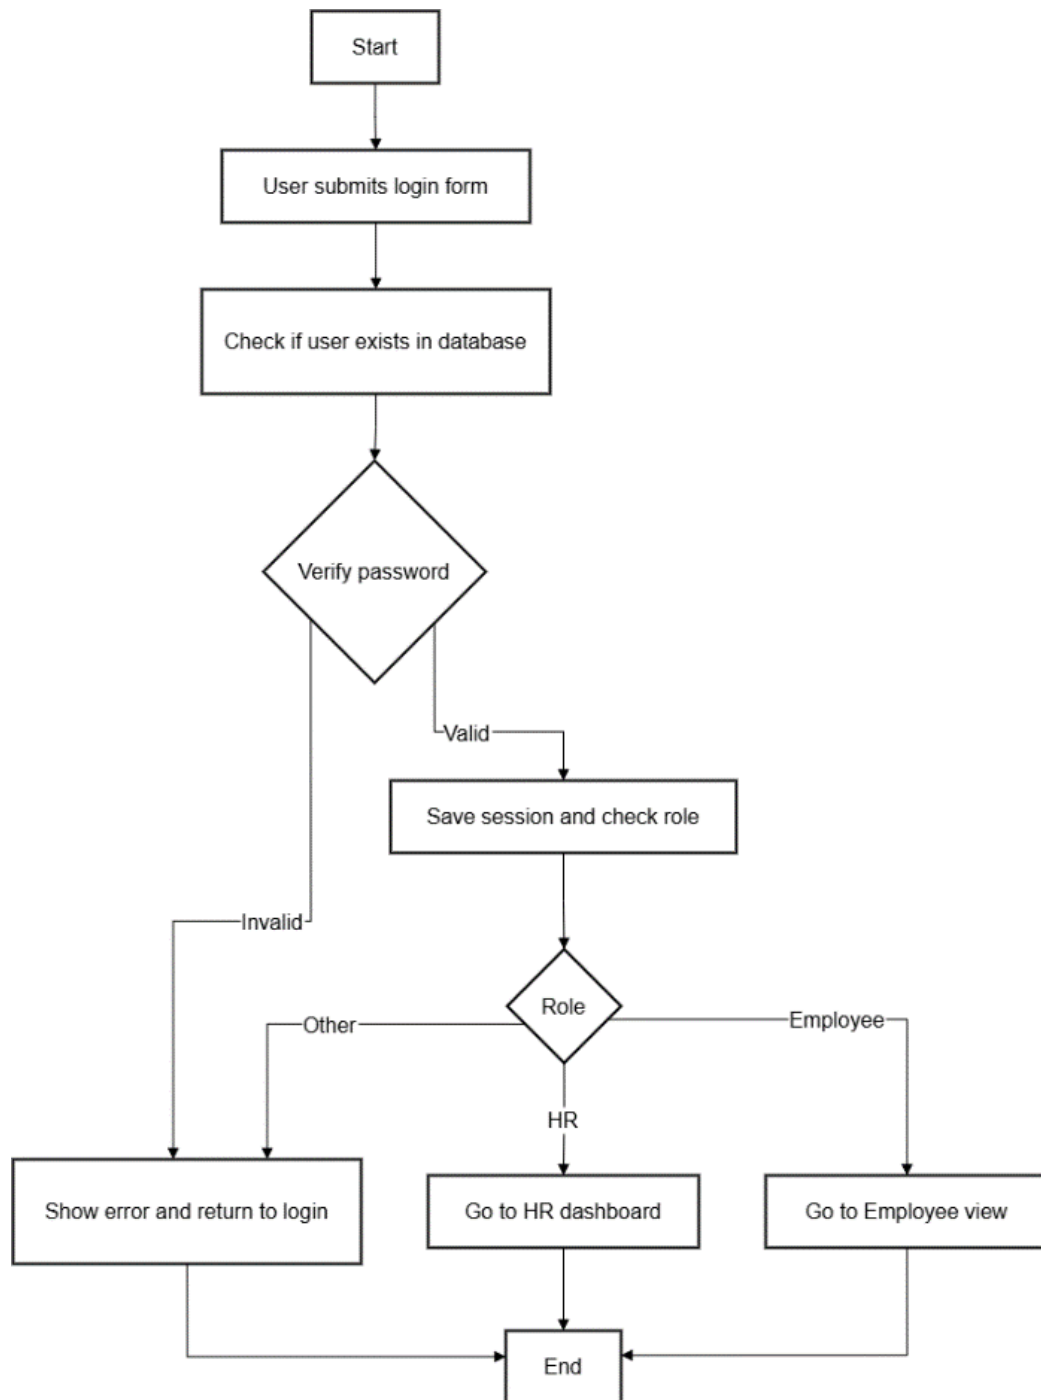 Start
User submits login form
Check if user exists in database
Verify password
Valid
Save session and check role
Invalid
Role
Other
Employee
HR
Show error and return to login
Go to HR dashboard
Go to Employee view
End